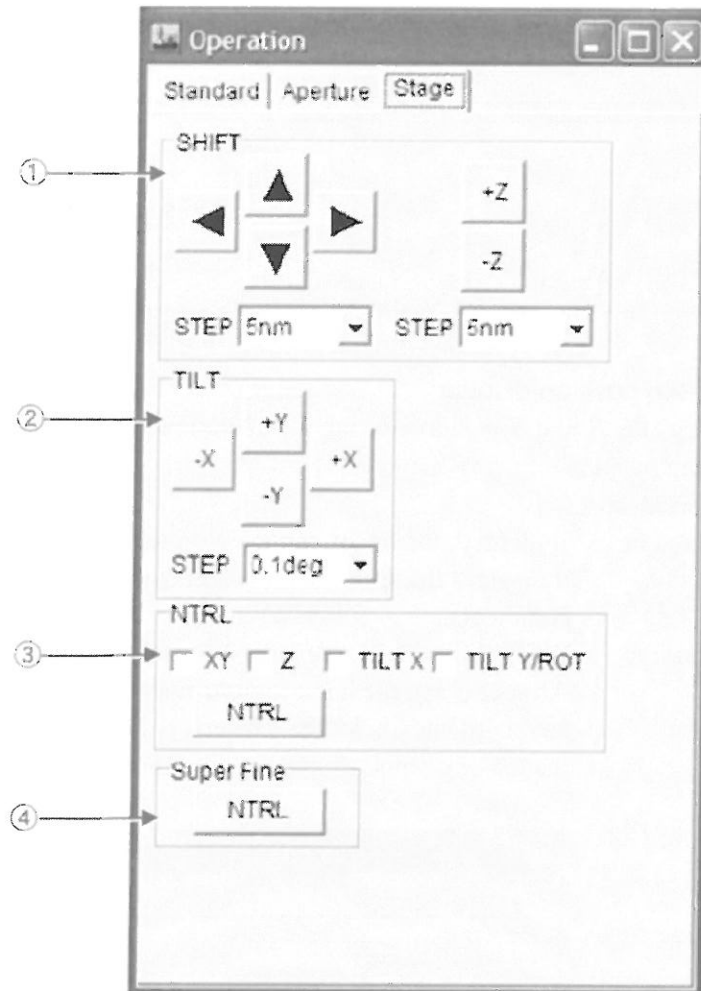 Operation
Standard Aperture Stage
SHIFT
①
+Z
-Z
STEP 5nm STEP 5nm
TILT
②
+Y
-X +X
-Y
STEP 0.1deg
NTRL
③
XY Z TILT X TILT Y/ROT
NTRL
Super Fine
④
NTRL